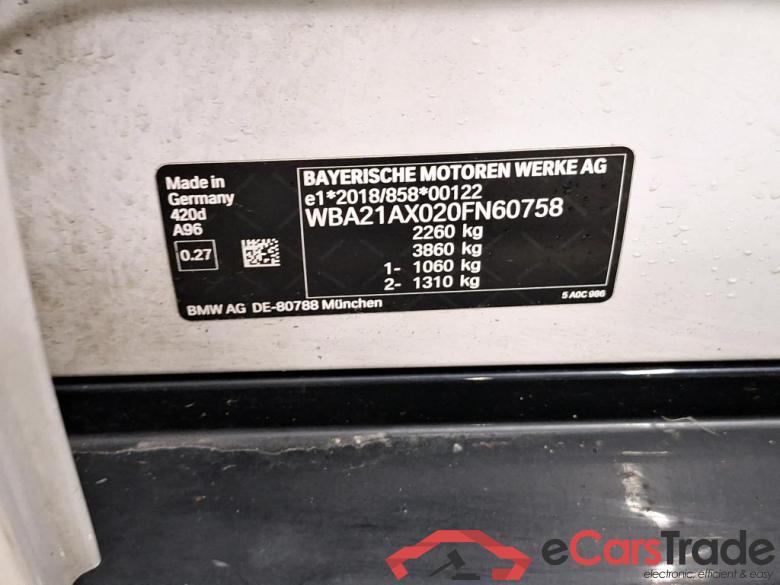 Made in
Germany
420d
A96
0.27
BAYERISCHE MOTOREN WERKE AG
e1*2018/858*00122
WBA21AX020FN60758
2260 kg
3860 kg
1- 1060 kg
2- 1310 kg
BMW AG DE-80788 München
5 A0C 986
eCarsTrade
electronic, efficient & easy